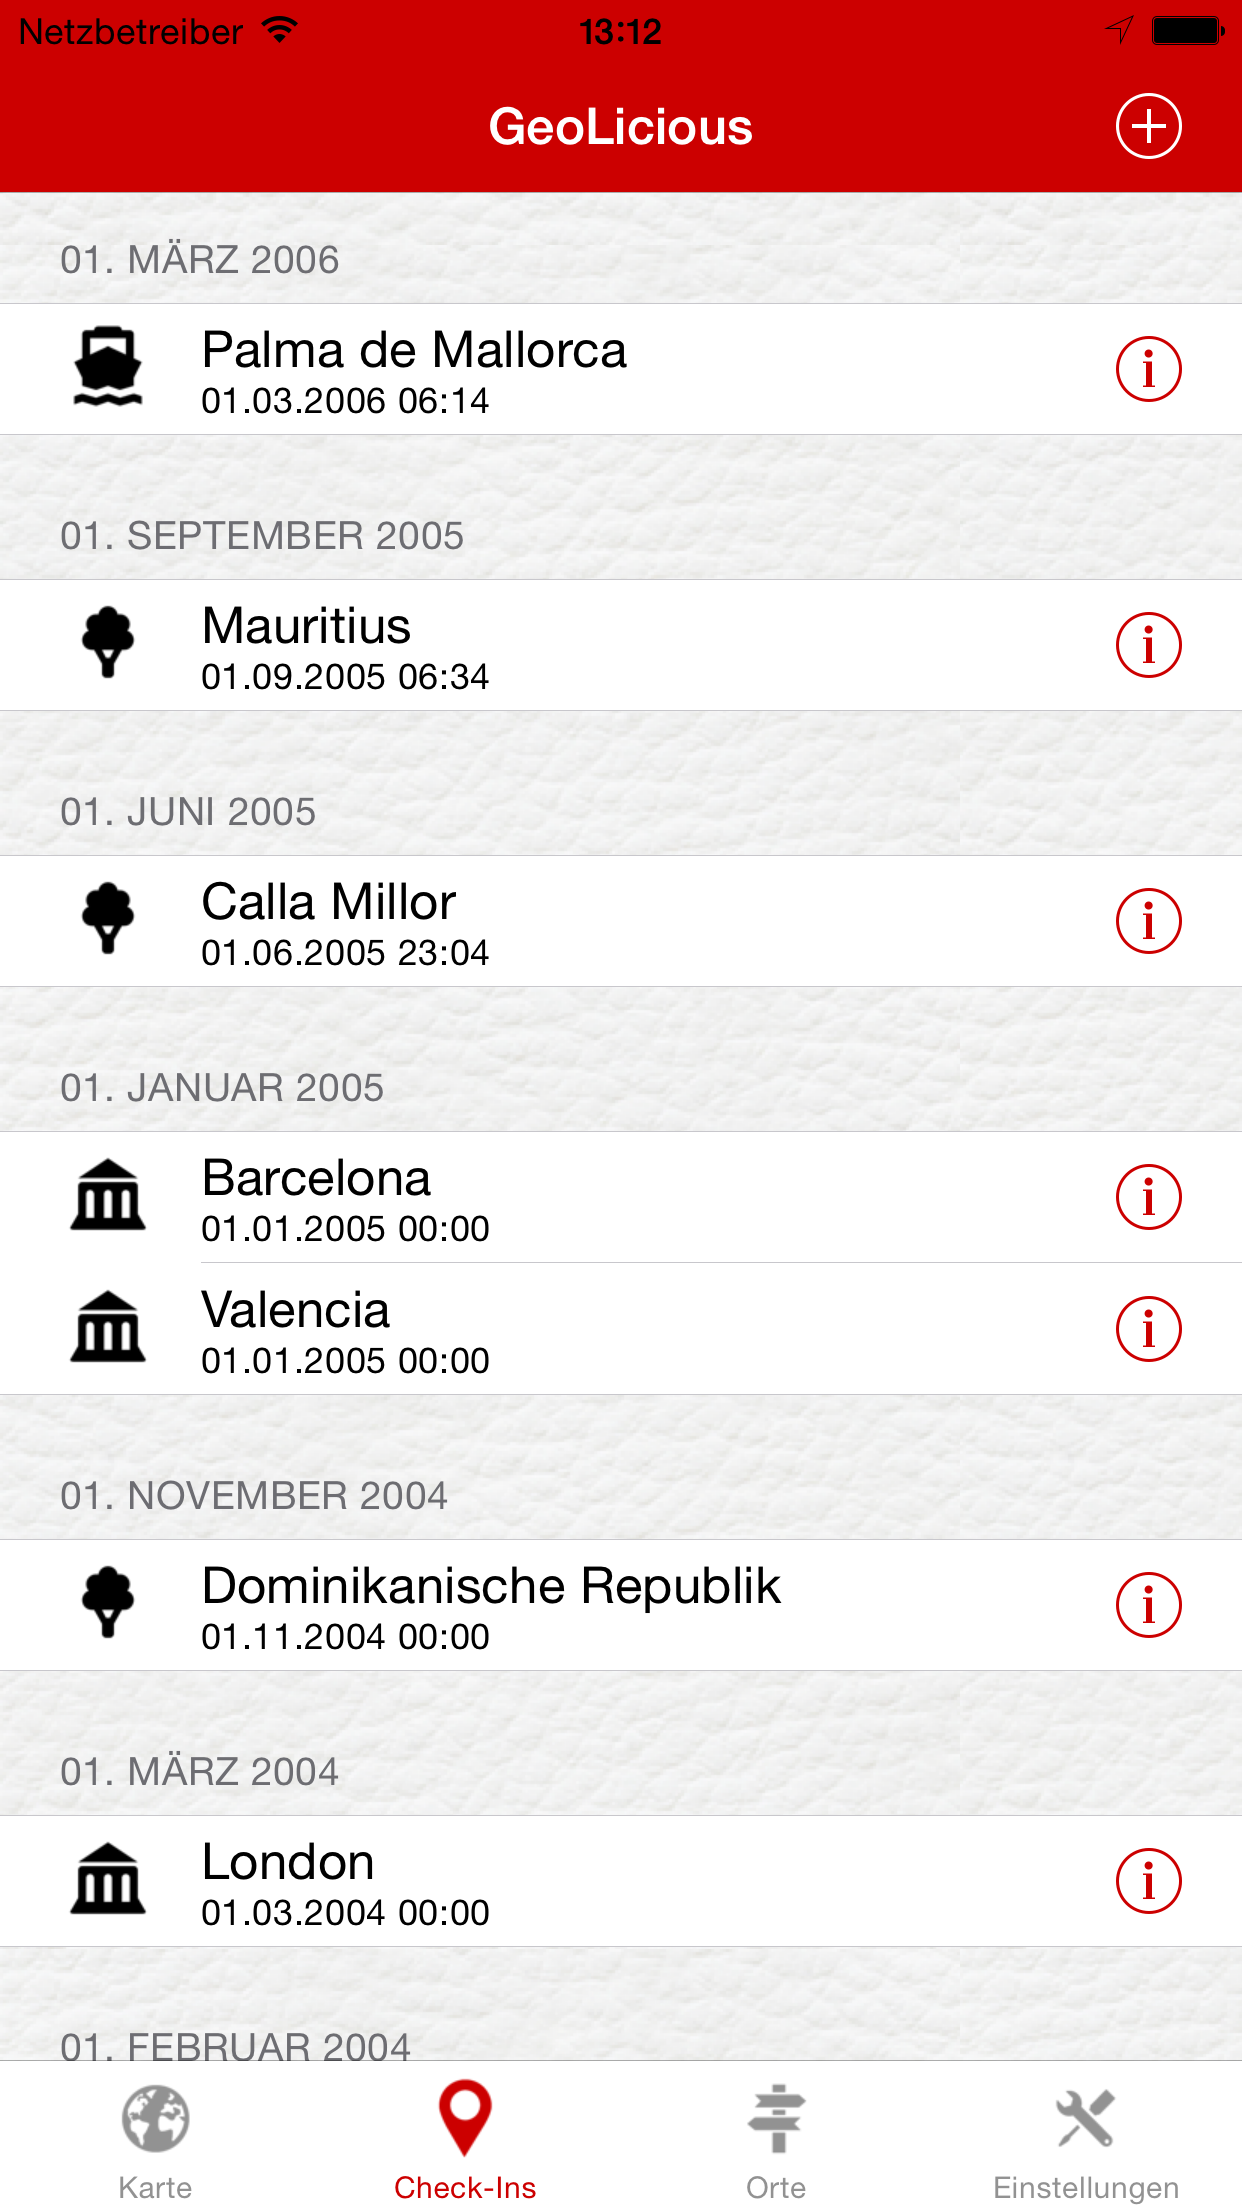 Netzbetreiber 13:12
GeoLicious
01. MÄRZ 2006
Palma de Mallorca
01.03.2006 06:14
01. SEPTEMBER 2005
Mauritius
01.09.2005 06:34
01. JUNI 2005
Calla Millor
01.06.2005 23:04
01. JANUAR 2005
Barcelona
01.01.2005 00:00
Valencia
01.01.2005 00:00
01. NOVEMBER 2004
Dominikanische Republik
01.11.2004 00:00
01. MÄRZ 2004
London
01.03.2004 00:00
01. FEBRUAR 2004
Karte Check-Ins Orte Einstellungen